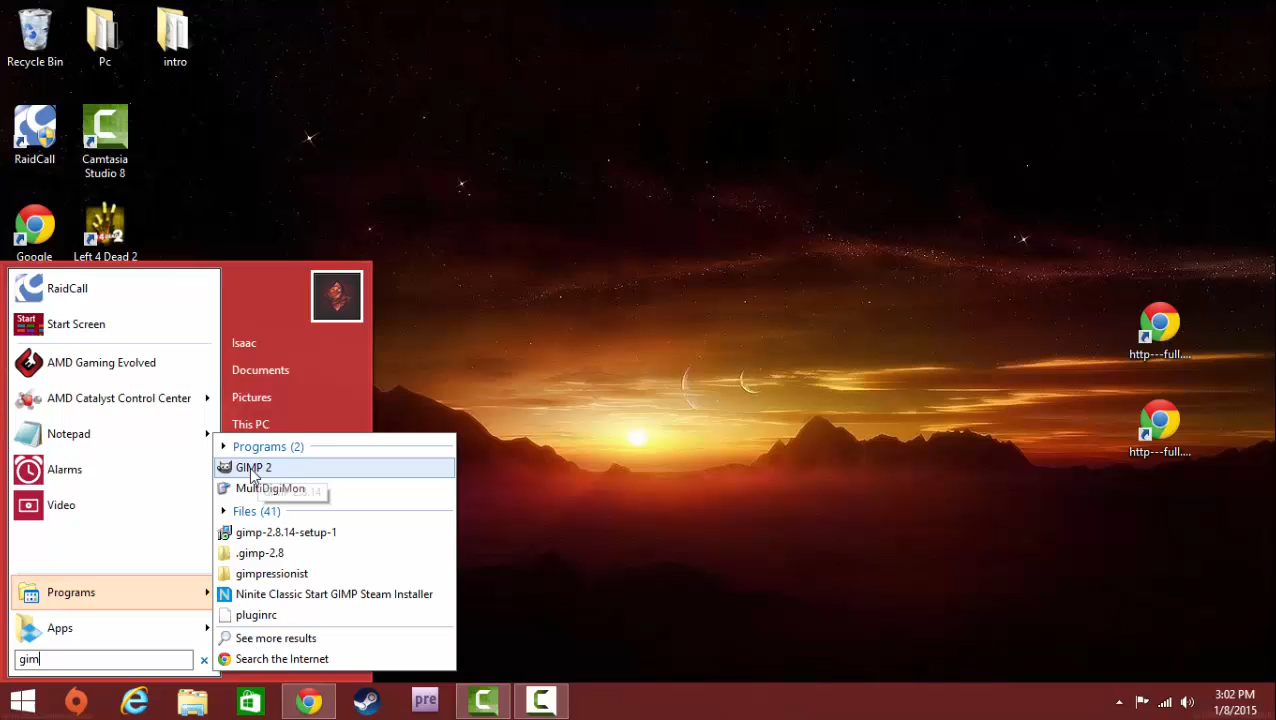 Recycle Bin
Pc
intro
RaidCall
Camtasia
Studio 8
Google
Left 4 Dead 2
RaidCall
Start
Start Screen
AMD Gaming Evolved
AMD Catalyst Control Center
Notepad
Alarms
Video
Programs
Apps
gim
Isaac
Documents
Pictures
This PC
Programs (2)
GIMP 2
MultiDigiMon
Files (41)
gimp-2.8.14-setup-1
.gimp-2.8
gimpressionist
Ninite Classic Start GIMP Steam Installer
pluginrc
See more results
Search the Internet
http---full....
http---full....
pre
3:02 PM
1/8/2015